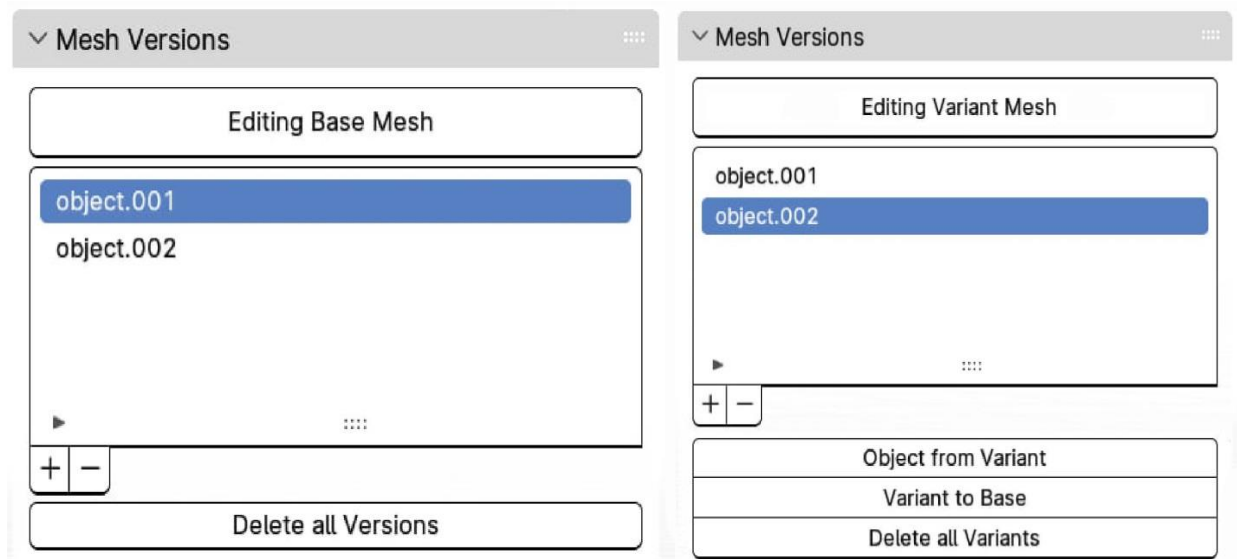 Mesh Versions
Editing Base Mesh
object.001
object.002
+ −
Delete all Versions
Mesh Versions
Editing Variant Mesh
object.001
object.002
+ −
Object from Variant
Variant to Base
Delete all Variants